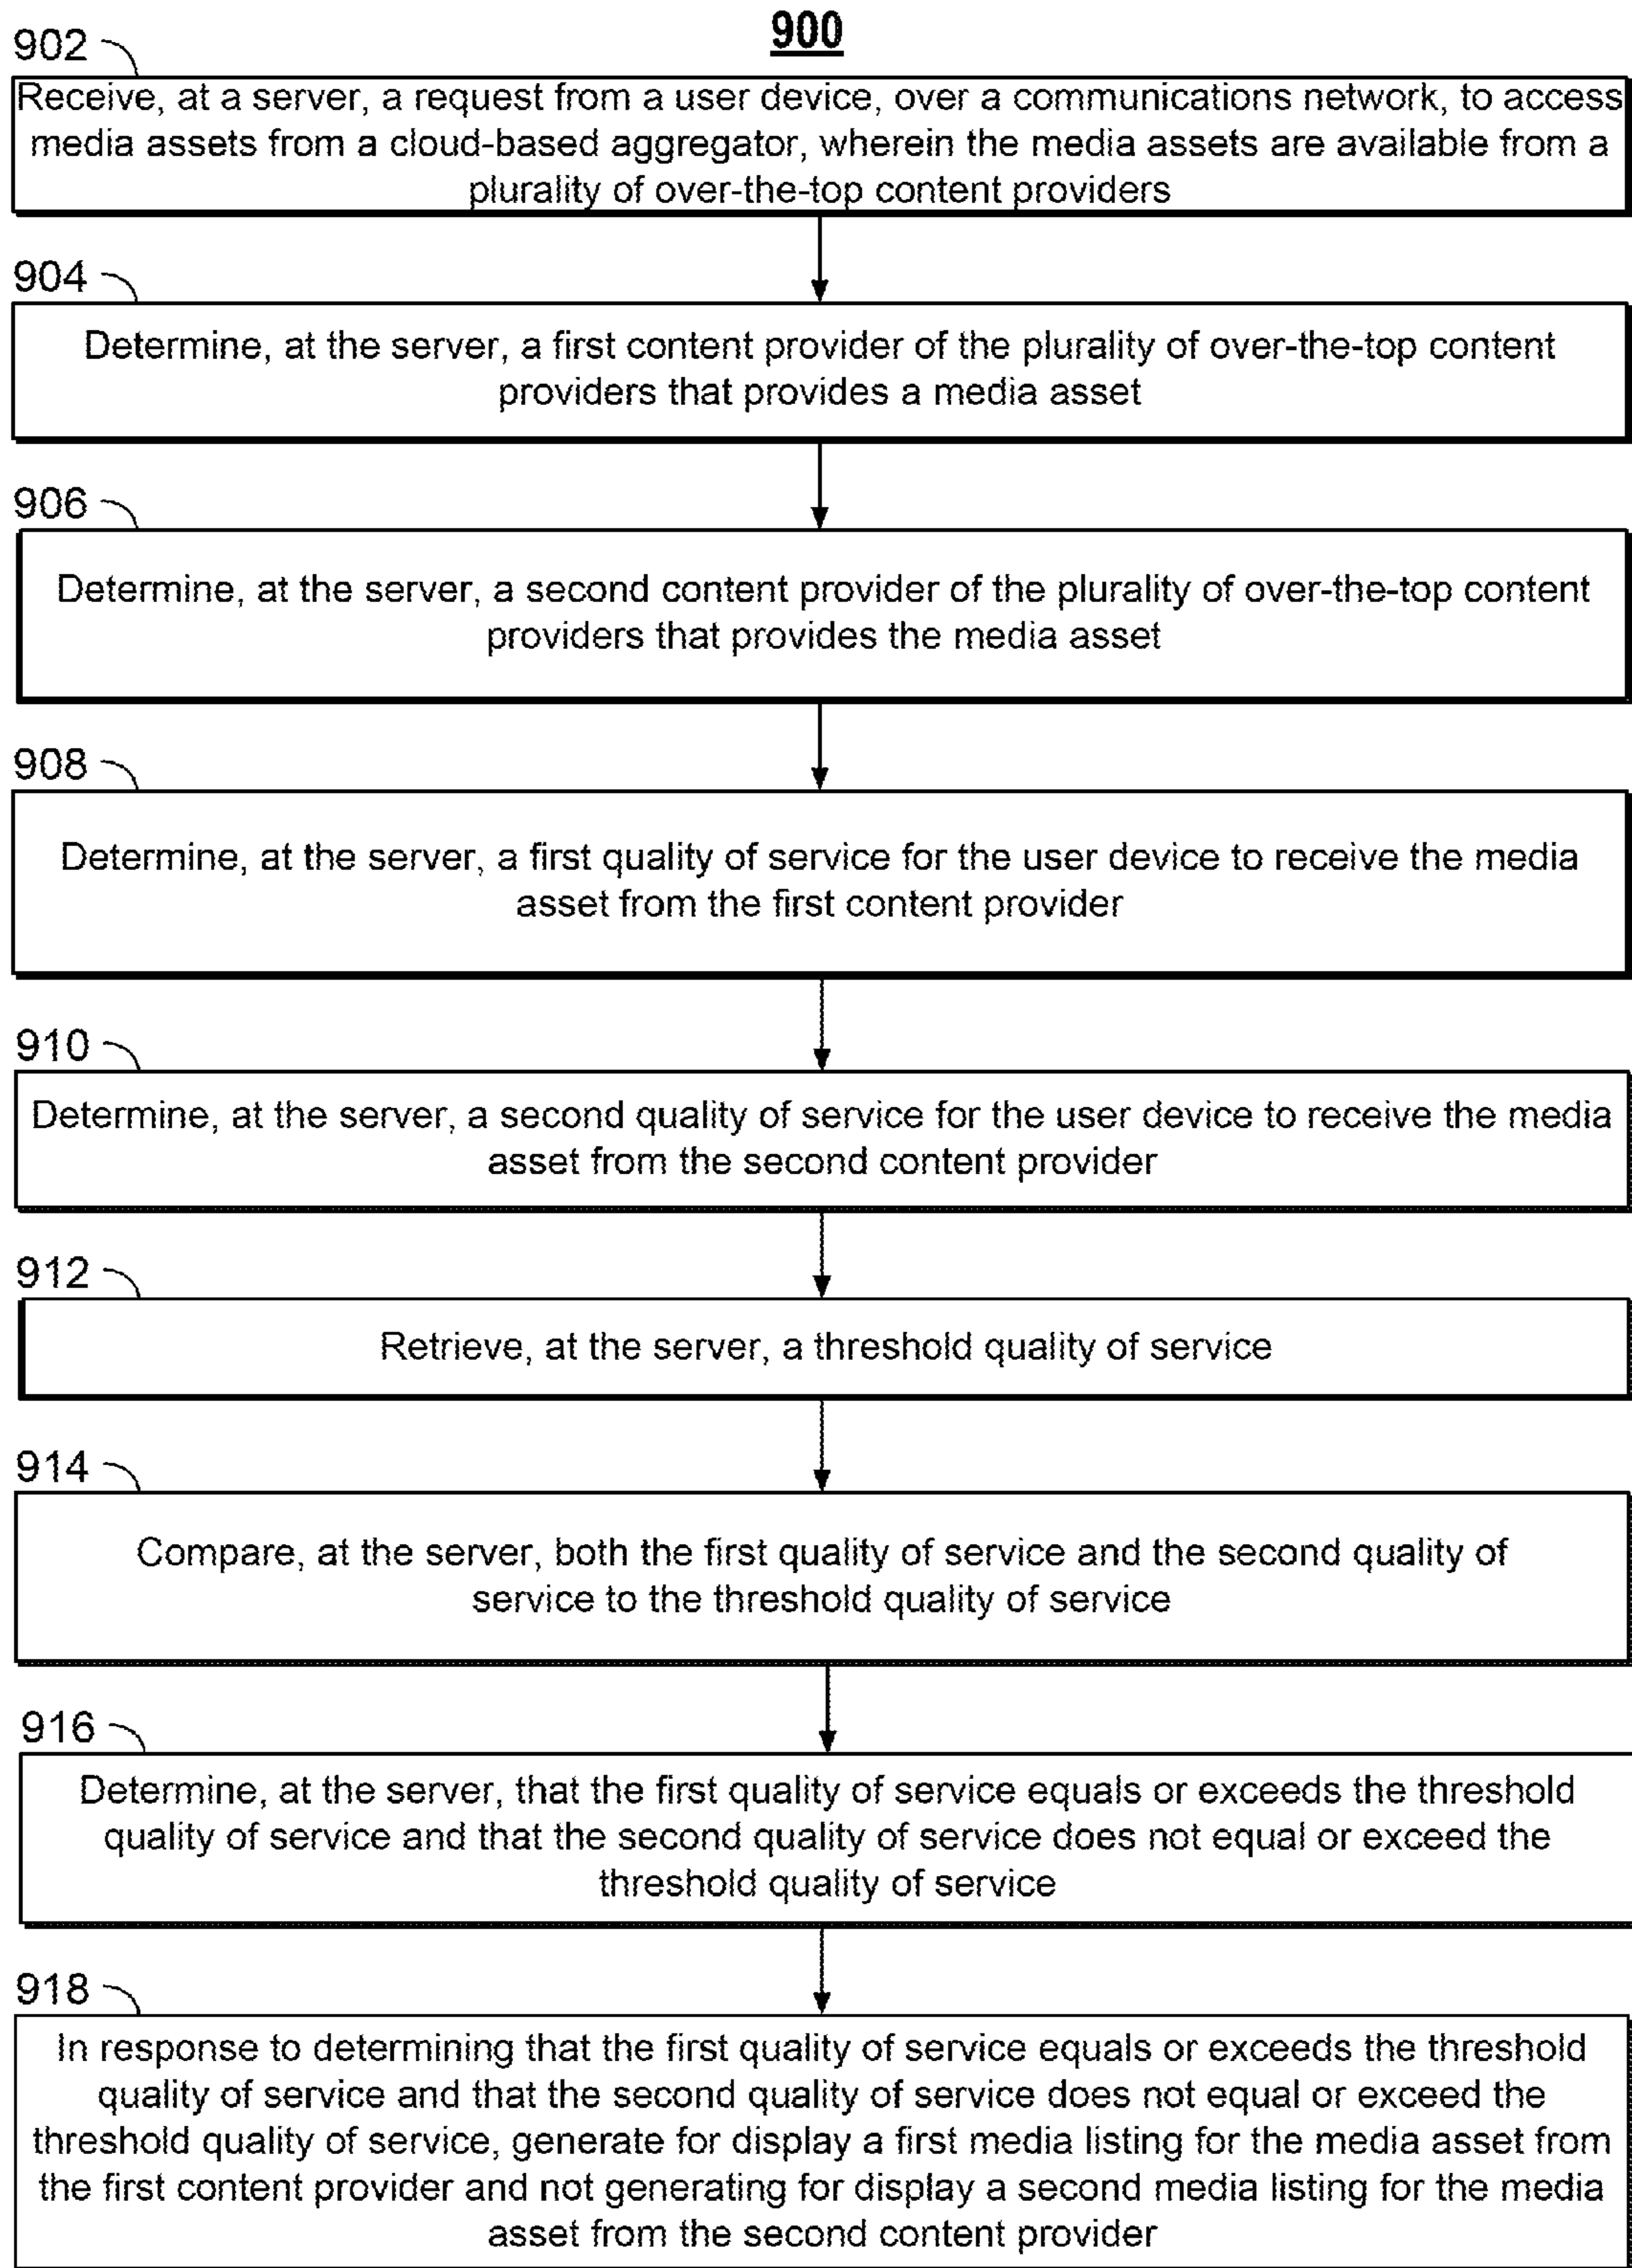 900
902
Receive, at a server, a request from a user device, over a communications network, to access
media assets from a cloud-based aggregator, wherein the media assets are available from a
plurality of over-the-top content providers
904
Determine, at the server, a first content provider of the plurality of over-the-top content
providers that provides a media asset
906
Determine, at the server, a second content provider of the plurality of over-the-top content
providers that provides the media asset
908
Determine, at the server, a first quality of service for the user device to receive the media
asset from the first content provider
910
Determine, at the server, a second quality of service for the user device to receive the media
asset from the second content provider
912
Retrieve, at the server, a threshold quality of service
914
Compare, at the server, both the first quality of service and the second quality of
service to the threshold quality of service
916
Determine, at the server, that the first quality of service equals or exceeds the threshold
quality of service and that the second quality of service does not equal or exceed the
threshold quality of service
918
In response to determining that the first quality of service equals or exceeds the threshold
quality of service and that the second quality of service does not equal or exceed the
threshold quality of service, generate for display a first media listing for the media asset from
the first content provider and not generating for display a second media listing for the media
asset from the second content provider